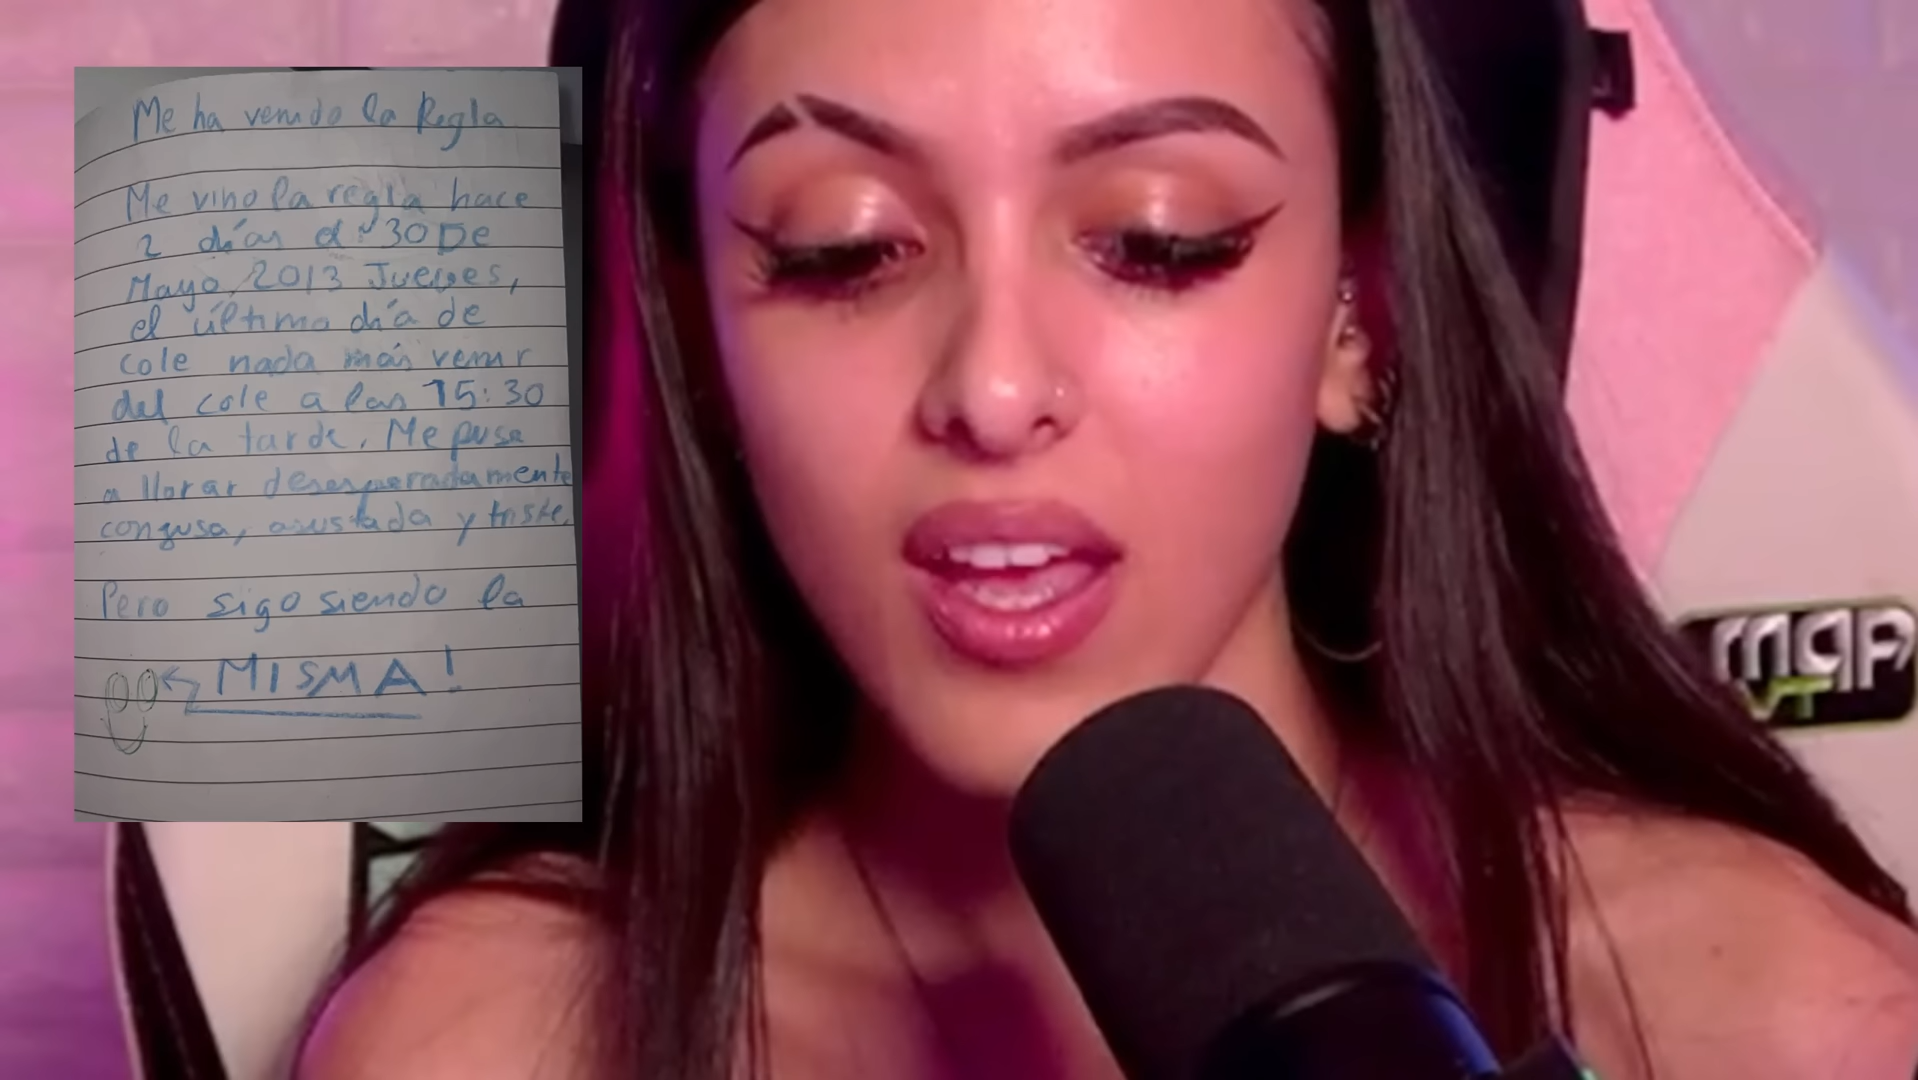 Me ha venido la Regla
Me vino la regla hace
2 días el 30 De
Mayo 2013 Jueves,
el último día de
cole nada más venir
del cole a las 15:30
de la tarde. Me puse
a llorar desesperadamente
confusa, asustada y triste.
Pero sigo siendo la
MISMA!